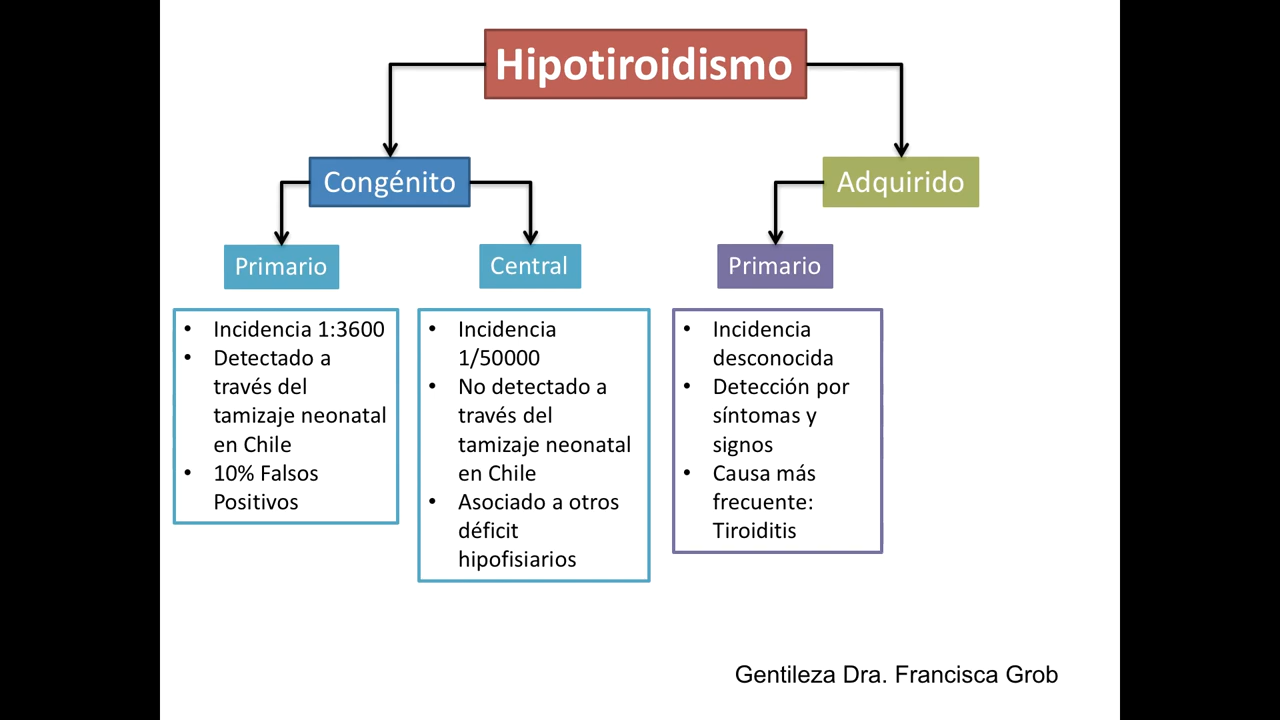 Hipotiroidismo
Congénito
Adquirido
Primario
Central
Primario
• Incidencia 1:3600
• Detectado a
través del
tamizaje neonatal
en Chile
• 10% Falsos
Positivos
• Incidencia
1/50000
• No detectado a
través del
tamizaje neonatal
en Chile
• Asociado a otros
déficit
hipofisiarios
• Incidencia
desconocida
• Detección por
síntomas y
signos
• Causa más
frecuente:
Tiroiditis
Gentileza Dra. Francisca Grob